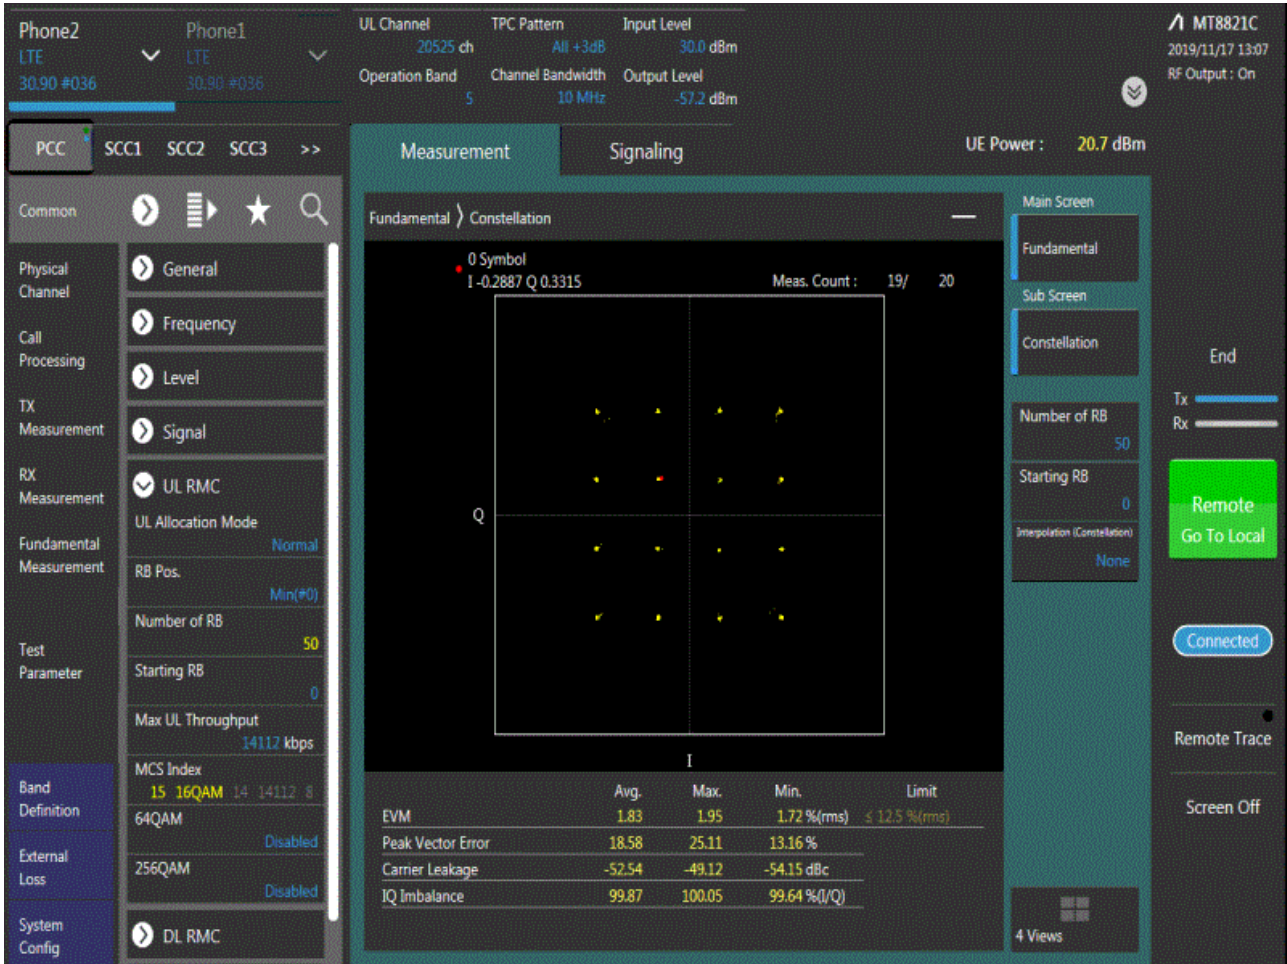 Phone2
LTE
30.90 #036
Phone1
LTE
30.90 #036
UL Channel
20525 ch
TPC Pattern
All +3dB
Input Level
30.0 dBm
Operation Band
5
Channel Bandwidth
10 MHz
Output Level
-57.2 dBm
MT8821C
2019/11/17 13:07
RF Output : On
PCC SCC1 SCC2 SCC3 >>
Measurement
Signaling
UE Power : 20.7 dBm
Common
Physical
Channel
Call
Processing
TX
Measurement
RX
Measurement
Fundamental
Measurement
Test
Parameter
Band
Definition
External
Loss
System
Config
General
Frequency
Level
Signal
UL RMC
UL Allocation Mode
Normal
RB Pos.
Min(#0)
Number of RB
50
Starting RB
0
Max UL Throughput
14112 kbps
MCS Index
15 16QAM 14 14112 8
64QAM
Disabled
256QAM
Disabled
DL RMC
Fundamental 〉 Constellation
0 Symbol
I -0.2887 Q 0.3315
Meas. Count : 19/ 20
Q
I
Avg. Max. Min. Limit
EVM 1.83 1.95 1.72 %(rms) ≤ 12.5 %(rms)
Peak Vector Error 18.58 25.11 13.16 %
Carrier Leakage -52.54 -49.12 -54.15 dBc
IQ Imbalance 99.87 100.05 99.64 %(I/Q)
Main Screen
Fundamental
Sub Screen
Constellation
Number of RB
50
Starting RB
0
Interpolation (Constellation)
None
4 Views
End
Tx
Rx
Remote
Go To Local
Connected
Remote Trace
Screen Off